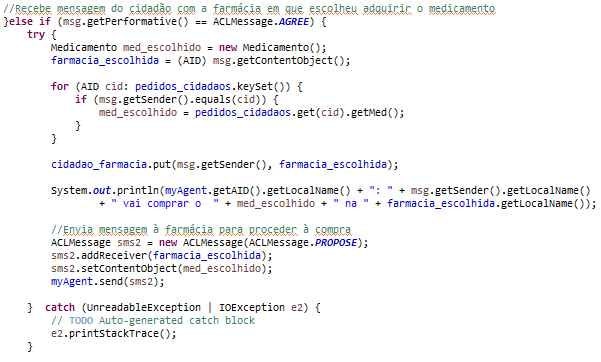 //Recebe mensagem do cidadão com a farmácia em que escolheu adquirir o medicamento
}else if (msg.getPerformative() == ACLMessage.AGREE) {
    try {
        Medicamento med_escolhido = new Medicamento();
        farmacia_escolhida = (AID) msg.getContentObject();

        for (AID cid: pedidos_cidadaos.keySet()) {
            if (msg.getSender().equals(cid)) {
                med_escolhido = pedidos_cidadaos.get(cid).getMed();
            }
        }

        cidadao_farmacia.put(msg.getSender(), farmacia_escolhida);

        System.out.println(myAgent.getAID().getLocalName() + ": " + msg.getSender().getLocalName()
                + " vai comprar o  " + med_escolhido + " na " + farmacia_escolhida.getLocalName());

        //Envia mensagem à farmácia para proceder à compra
        ACLMessage sms2 = new ACLMessage(ACLMessage.PROPOSE);
        sms2.addReceiver(farmacia_escolhida);
        sms2.setContentObject(med_escolhido);
        myAgent.send(sms2);

    }  catch (UnreadableException | IOException e2) {
        // TODO Auto-generated catch block
        e2.printStackTrace();
    }